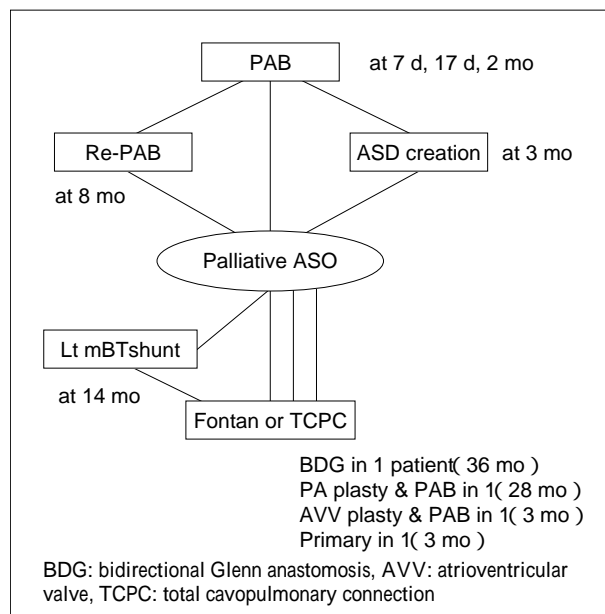 PAB at 7 d, 17 d, 2 mo
Re-PAB ASD creation at 3 mo
at 8 mo
Palliative ASO
Lt mBTshunt
at 14 mo
Fontan or TCPC
BDG in 1 patient( 36 mo )
PA plasty & PAB in 1( 28 mo )
AVV plasty & PAB in 1( 3 mo )
Primary in 1( 3 mo )
BDG: bidirectional Glenn anastomosis, AVV: atrioventricular
valve, TCPC: total cavopulmonary connection